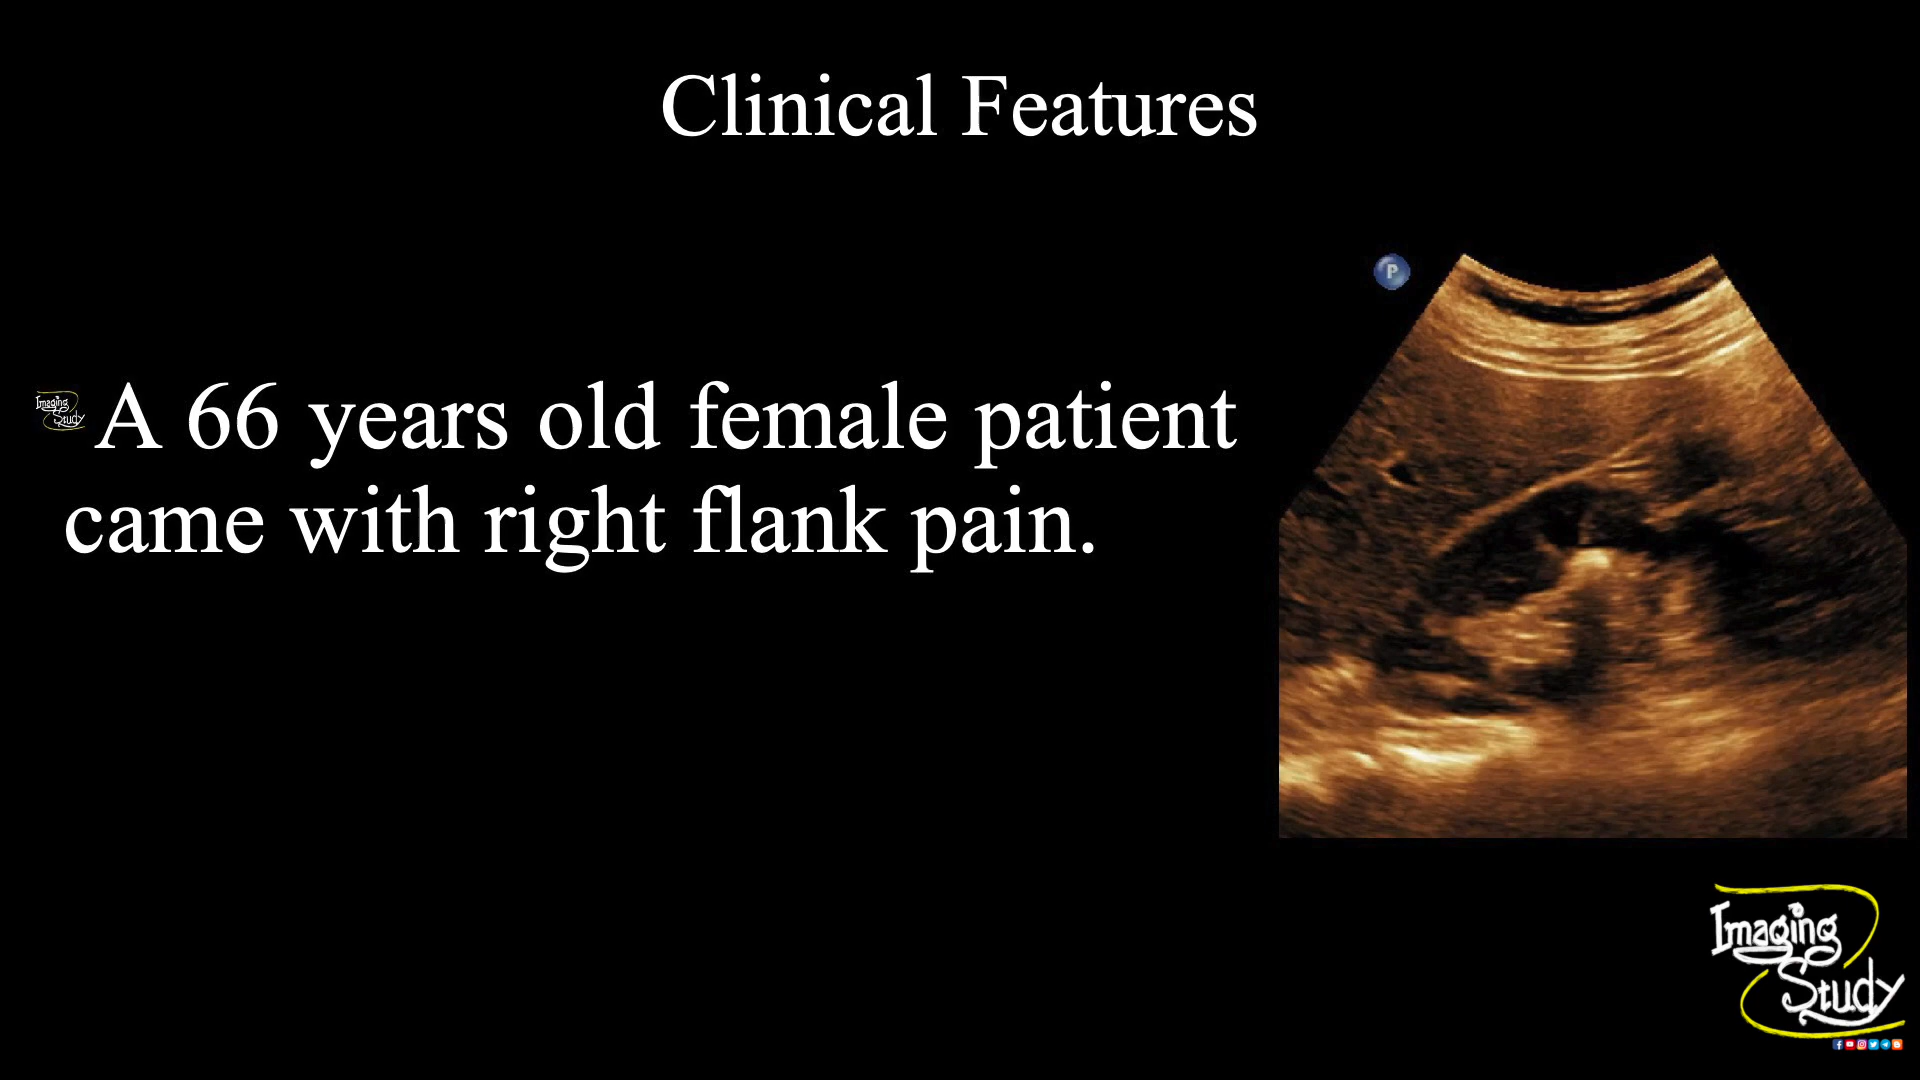 Clinical Features
P
Imaging
Study
A 66 years old female patient
came with right flank pain.
Imaging
Study